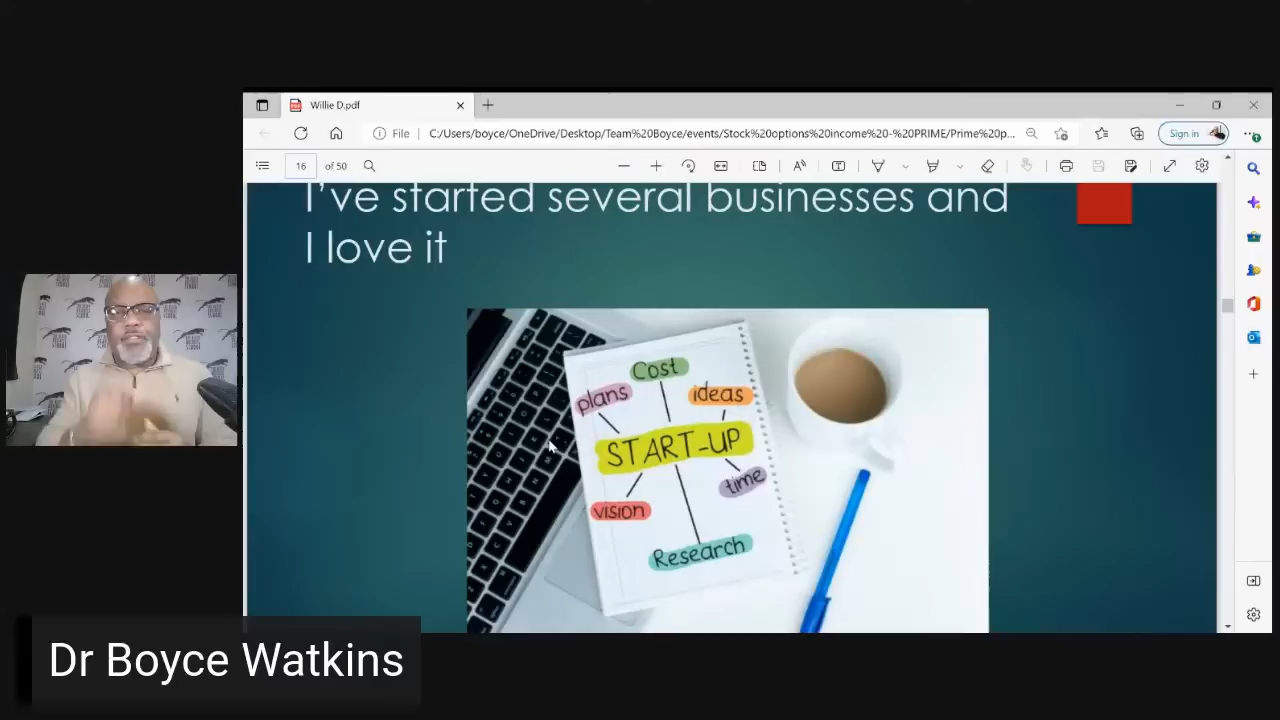 Willie D.pdf
File
C:/Users/boyce/OneDrive/Desktop/Team%20Boyce/events/Stock%20options%20income%20-%20PRIME/Prime%20p...
Sign in
16 of 50
I've started several businesses and
I love it
Cost
plans
ideas
START-UP
time
vision
Research
Dr Boyce Watkins